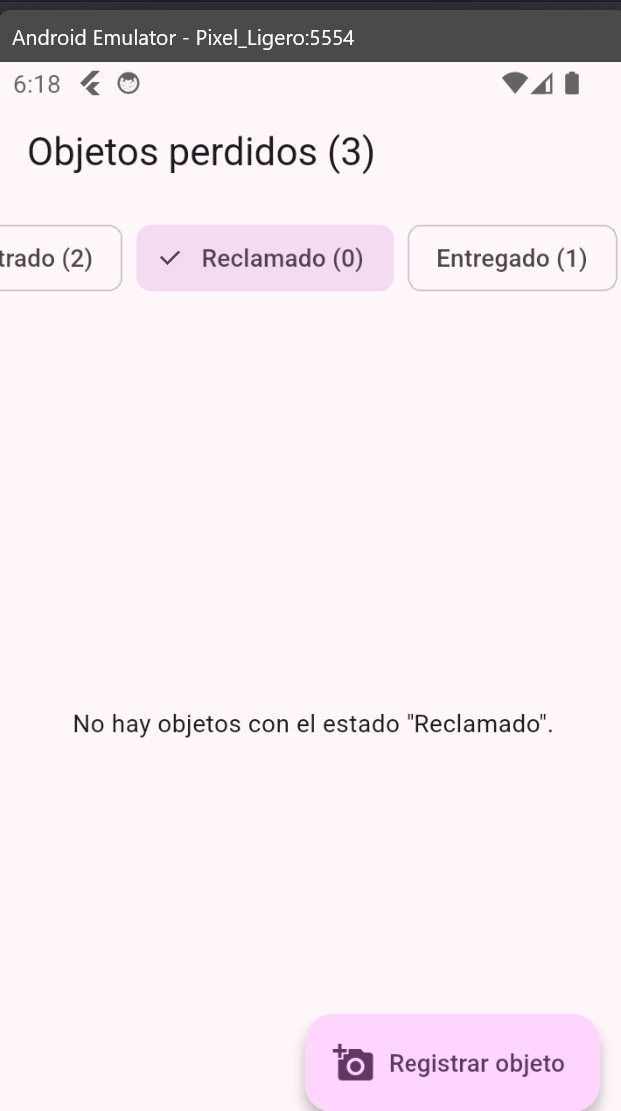 Android Emulator - Pixel_Ligero:5554
6:18
Objetos perdidos (3)
trado (2) Reclamado (0) Entregado (1)
No hay objetos con el estado "Reclamado".
Registrar objeto